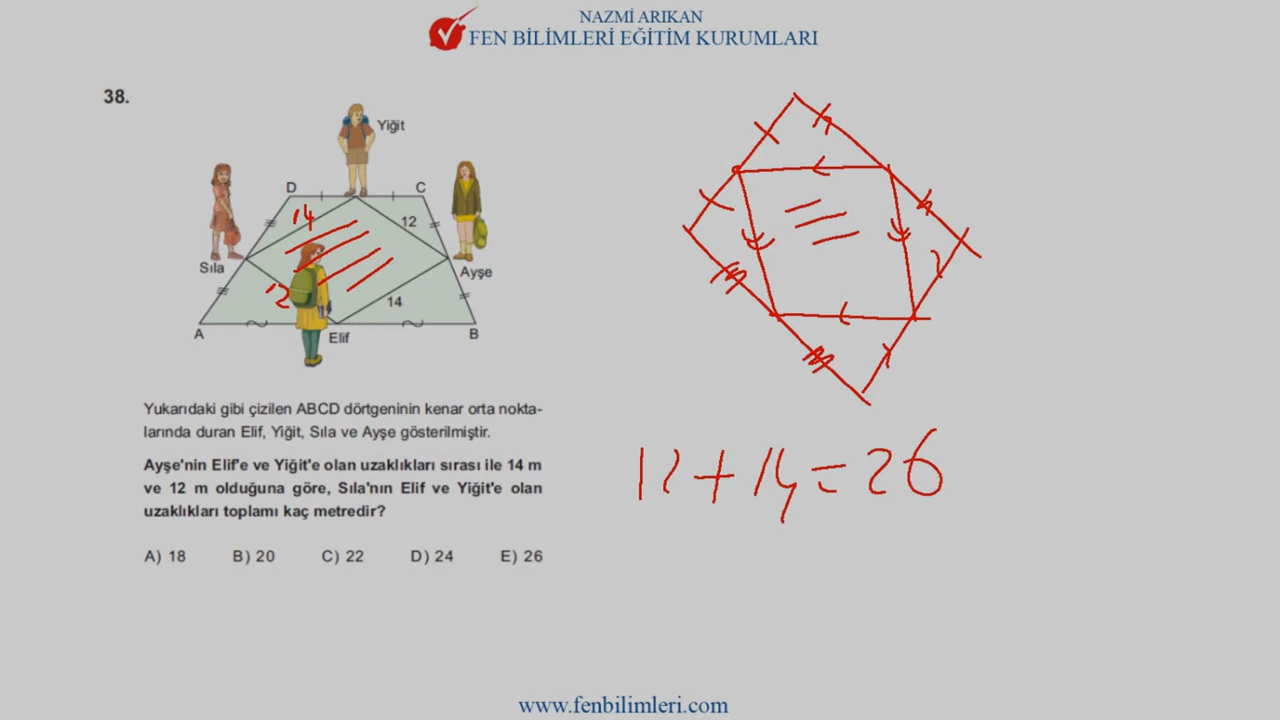 NAZMİ ARIKAN
FEN BİLİMLERİ EĞİTİM KURUMLARI
38.
Yiğit
D
C
14
12
Sıla
Ayşe
12
14
A
Elif
B
Yukarıdaki gibi çizilen ABCD dörtgeninin kenar orta nokta-
larında duran Elif, Yiğit, Sıla ve Ayşe gösterilmiştir.
Ayşe'nin Elif'e ve Yiğit'e olan uzaklıkları sırası ile 14 m
ve 12 m olduğuna göre, Sıla'nın Elif ve Yiğit'e olan
uzaklıkları toplamı kaç metredir?
A) 18 B) 20 C) 22 D) 24 E) 26
12+14=26
www.fenbilimleri.com